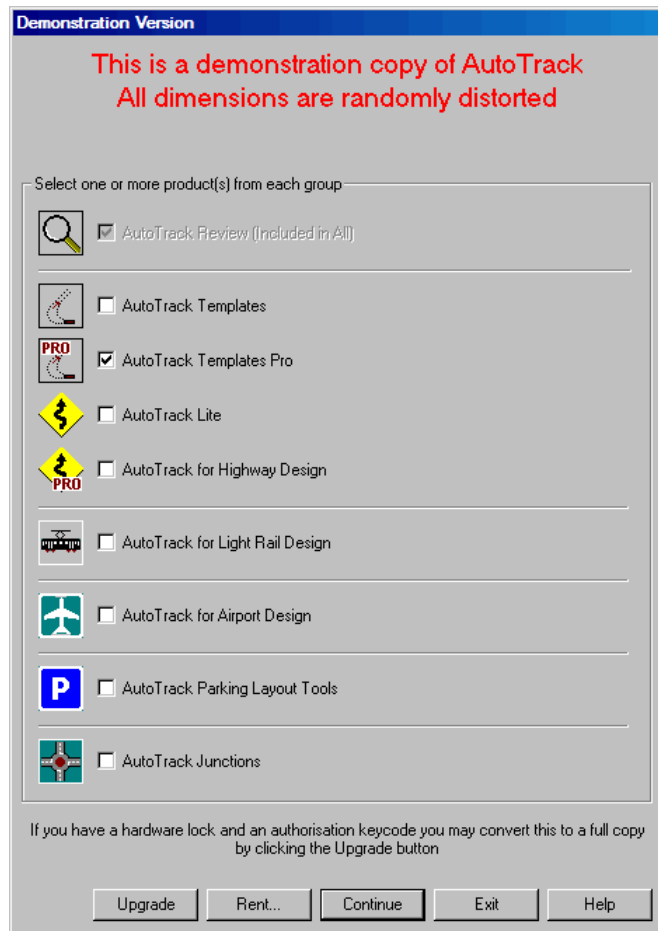 Demonstration Version
This is a demonstration copy of AutoTrack
All dimensions are randomly distorted
Select one or more product(s) from each group
AutoTrack Review (Included in All)
AutoTrack Templates
PRO
AutoTrack Templates Pro
AutoTrack Lite
PRO
AutoTrack for Highway Design
AutoTrack for Light Rail Design
AutoTrack for Airport Design
P
AutoTrack Parking Layout Tools
AutoTrack Junctions
If you have a hardware lock and an authorisation keycode you may convert this to a full copy
by clicking the Upgrade button
Upgrade Rent... Continue Exit Help